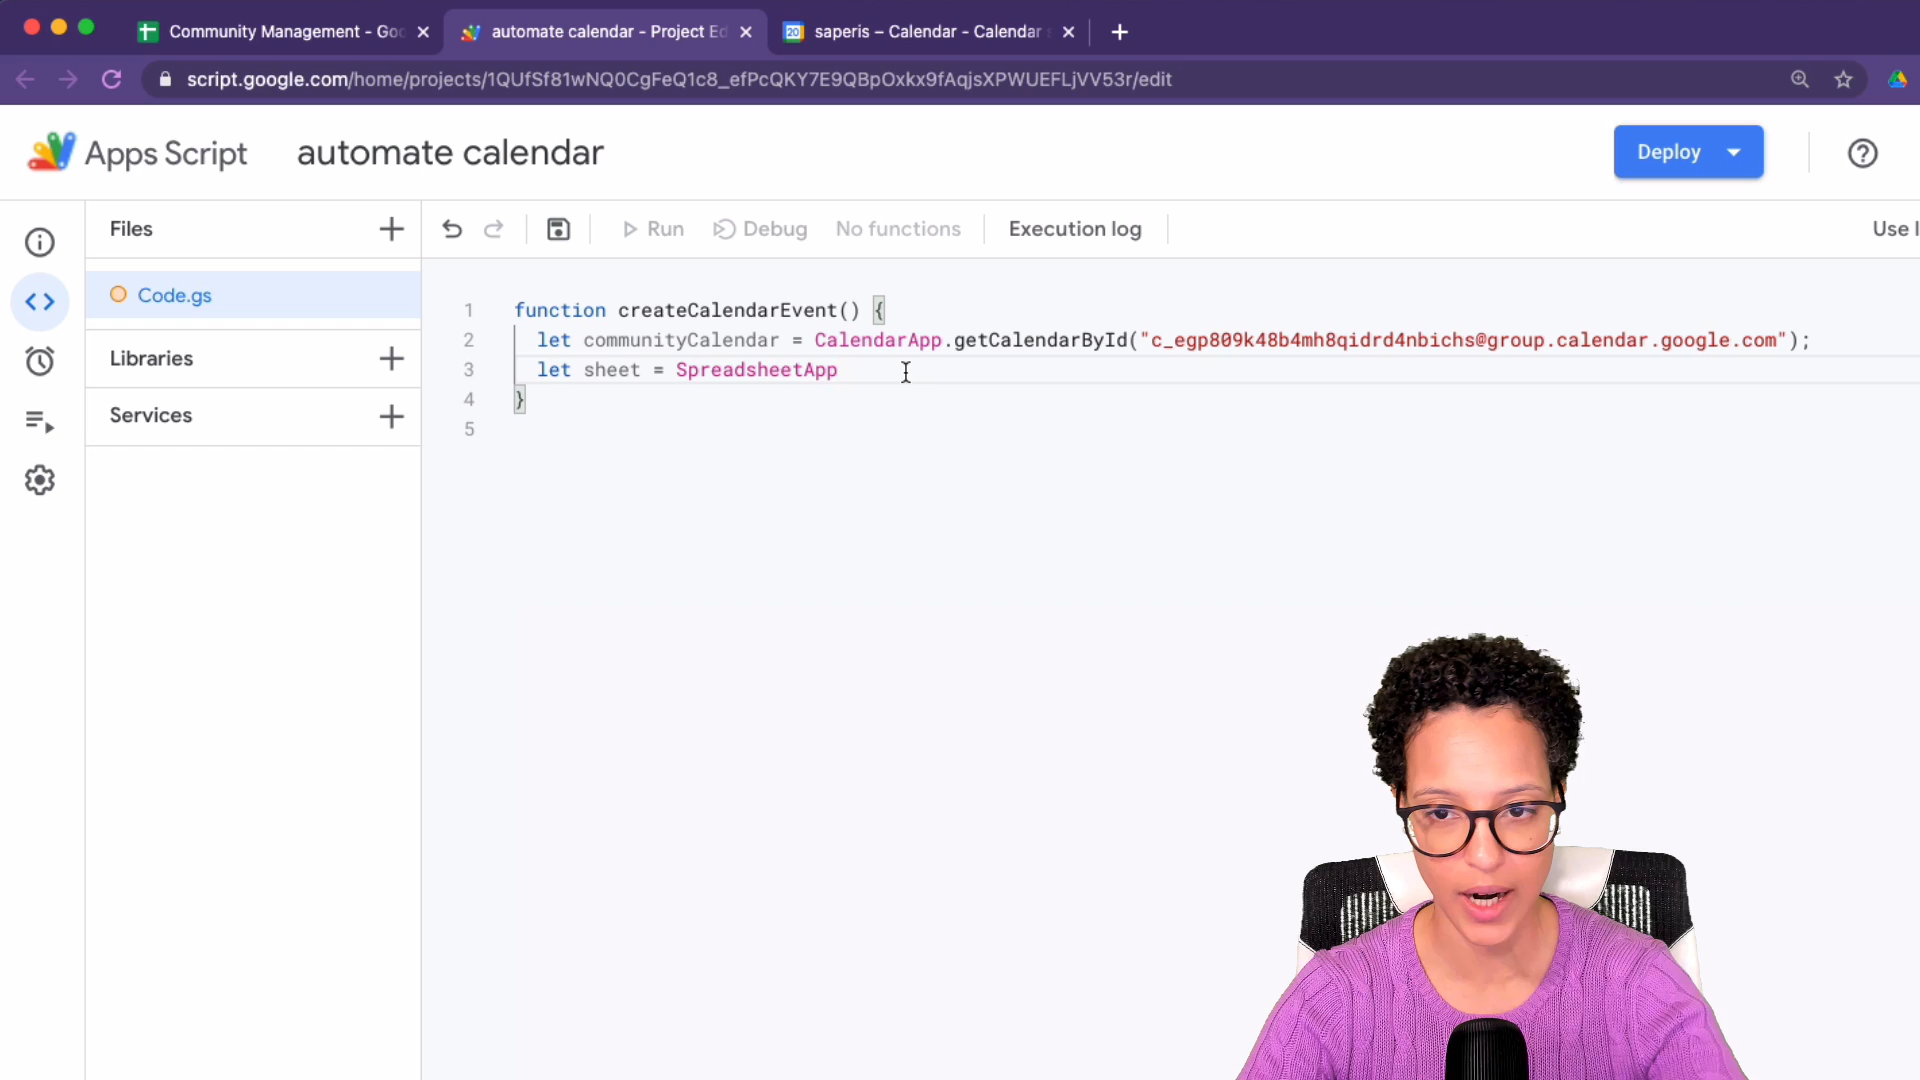 Community Management - Goo
automate calendar - Project Ed
20
saperis – Calendar - Calendar
script.google.com/home/projects/1QUfSf81wNQ0CgFeQ1c8_efPcQKY7E9QBpOxkx9fAqjsXPWUEFLjVV53r/edit
Apps Script
automate calendar
Deploy
Files
Run
Debug
No functions
Execution log
Use l
Code.gs
Libraries
Services
1 function createCalendarEvent() {
2 let communityCalendar = CalendarApp.getCalendarById("c_egp809k48b4mh8qidrd4nbichs@group.calendar.google.com");
3 let sheet = SpreadsheetApp
4 }
5